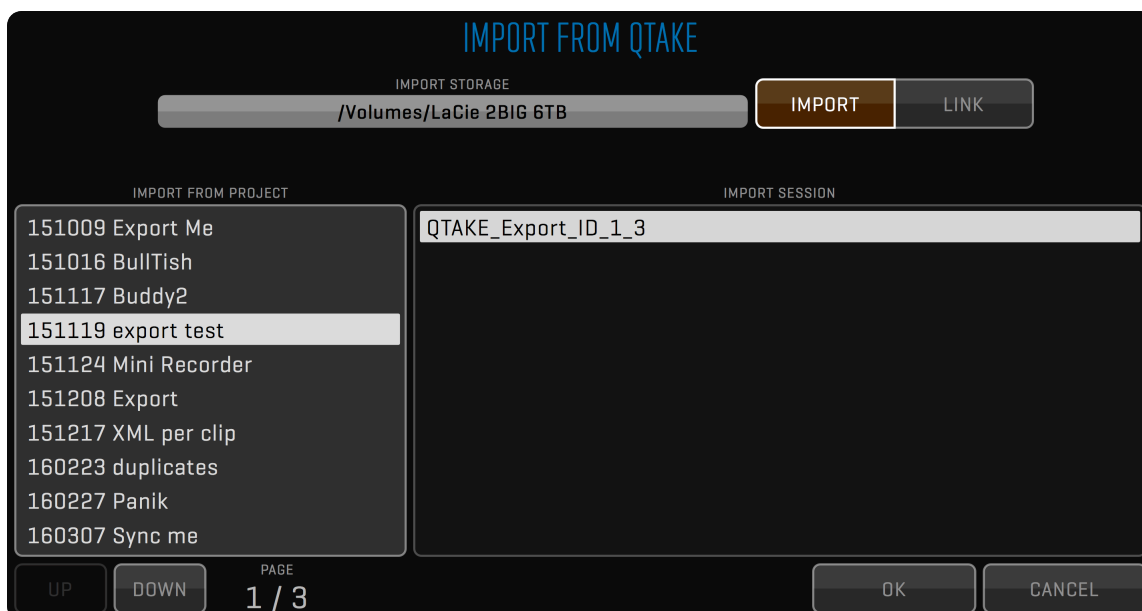 IMPORT FROM QTAKE
IMPORT STORAGE
/Volumes/LaCie 2BIG 6TB
IMPORT
LINK
IMPORT FROM PROJECT
151009 Export Me
151016 BullTish
151117 Buddy2
151119 export test
151124 Mini Recorder
151208 Export
151217 XML per clip
160223 duplicates
160227 Panik
160307 Sync me
IMPORT SESSION
QTAKE_Export_ID_1_3
UP
DOWN
PAGE
1 / 3
OK
CANCEL